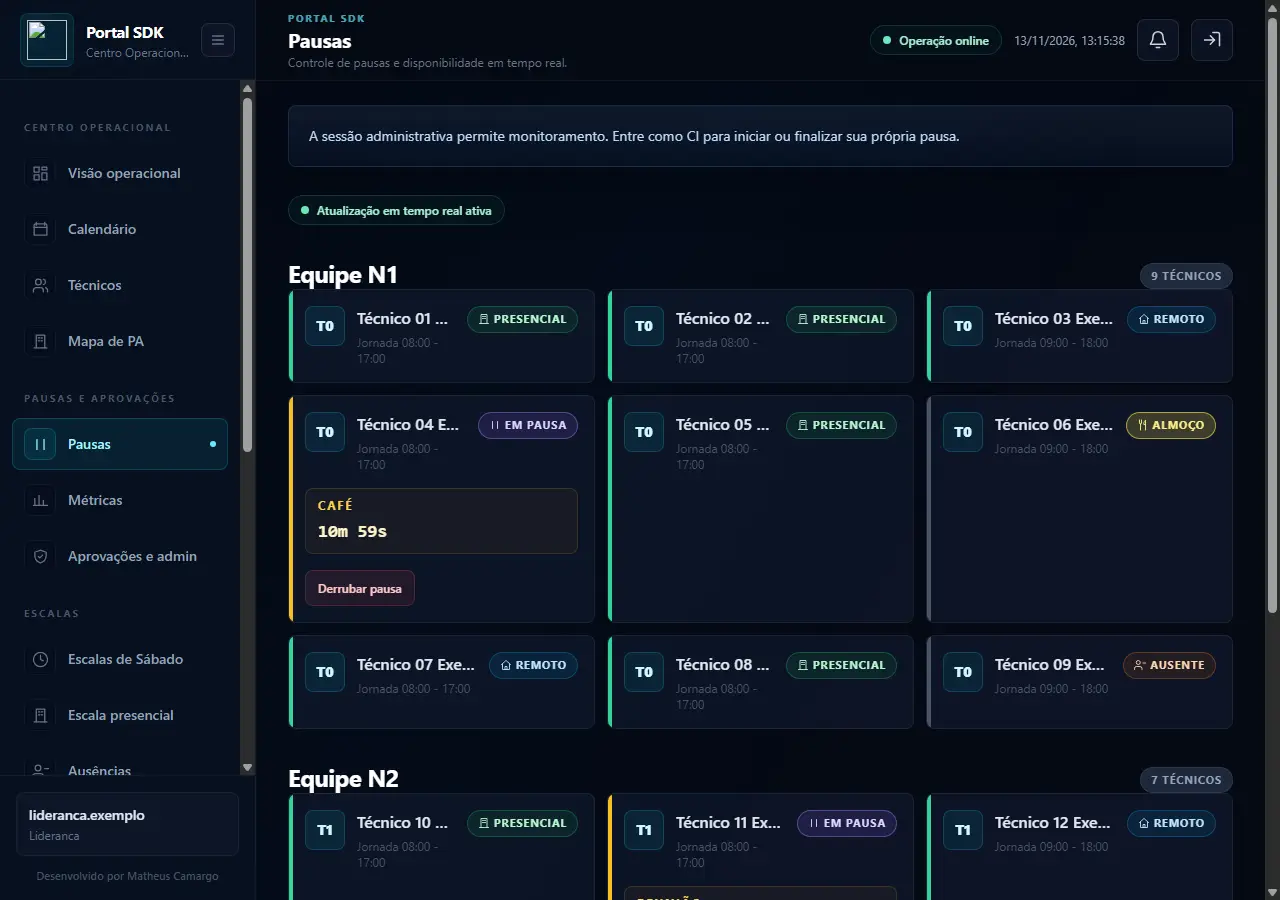 Portal SDK
Centro Operacion...
CENTRO OPERACIONAL
Visão operacional
Calendário
Técnicos
Mapa de PA
PAUSAS E APROVAÇÕES
Pausas
Métricas
Aprovações e admin
ESCALAS
Escalas de Sábado
Escala presencial
Ausências
lideranca.exemplo
Lideranca
Desenvolvido por Matheus Camargo
PORTAL SDK
Pausas
Controle de pausas e disponibilidade em tempo real.
Operação online
13/11/2026, 13:15:38
A sessão administrativa permite monitoramento. Entre como CI para iniciar ou finalizar sua própria pausa.
Atualização em tempo real ativa
Equipe N1
9 TÉCNICOS
T0
Técnico 01 ...
PRESENCIAL
Jornada 08:00 -
17:00
T0
Técnico 02 ...
PRESENCIAL
Jornada 08:00 -
17:00
T0
Técnico 03 Exe...
REMOTO
Jornada 09:00 - 18:00
T0
Técnico 04 E...
EM PAUSA
Jornada 08:00 -
17:00
CAFÉ
10m 59s
Derrubar pausa
T0
Técnico 05 ...
PRESENCIAL
Jornada 08:00 -
17:00
T0
Técnico 06 Exe...
ALMOÇO
Jornada 09:00 - 18:00
T0
Técnico 07 Exe...
REMOTO
Jornada 08:00 - 17:00
T0
Técnico 08 ...
PRESENCIAL
Jornada 08:00 -
17:00
T0
Técnico 09 Ex...
AUSENTE
Jornada 09:00 - 18:00
Equipe N2
7 TÉCNICOS
T1
Técnico 10 ...
PRESENCIAL
Jornada 08:00 -
17:00
T1
Técnico 11 Ex...
EM PAUSA
Jornada 08:00 -
17:00
T1
Técnico 12 Exe...
REMOTO
Jornada 09:00 - 18:00